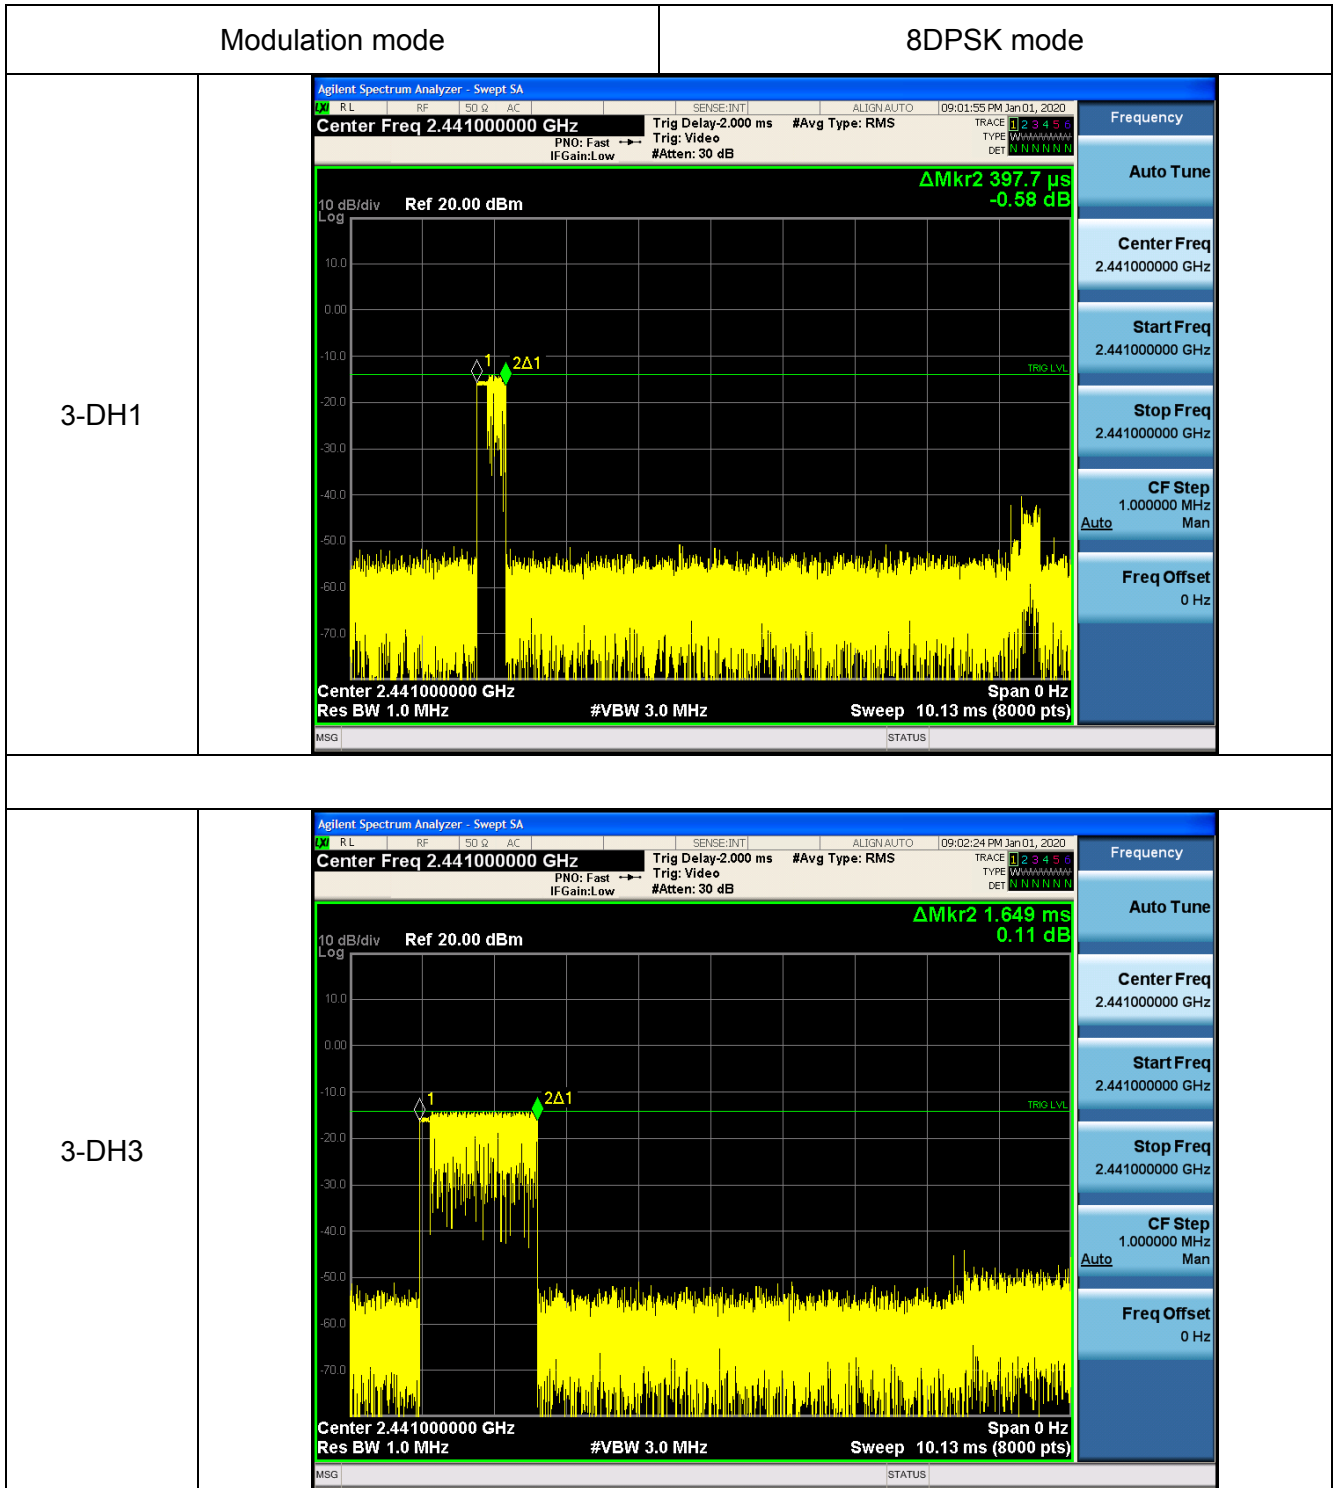 Modulation mode
8DPSK mode
3-DH1
Agilent Spectrum Analyzer - Swept SA
LXI RL RF 50 Ω AC SENSE:INT ALIGN AUTO 09:01:55 PM Jan 01, 2020
Center Freq 2.441000000 GHz
PNO: Fast
IFGain:Low
Trig Delay-2.000 ms
Trig: Video
#Atten: 30 dB
#Avg Type: RMS
TRACE 1 2 3 4 5 6
TYPE
DET N N N N N N
ΔMkr2 397.7 µs
-0.58 dB
10 dB/div Ref 20.00 dBm
Log
10.0
0.00
-10.0
-20.0
-30.0
-40.0
-50.0
-60.0
-70.0
1
2Δ1
TRIG LVL
Center 2.441000000 GHz
Span 0 Hz
Res BW 1.0 MHz
#VBW 3.0 MHz
Sweep 10.13 ms (8000 pts)
MSG
STATUS
Frequency
Auto Tune
Center Freq
2.441000000 GHz
Start Freq
2.441000000 GHz
Stop Freq
2.441000000 GHz
CF Step
1.000000 MHz
Auto Man
Freq Offset
0 Hz
3-DH3
Agilent Spectrum Analyzer - Swept SA
LXI RL RF 50 Ω AC SENSE:INT ALIGN AUTO 09:02:24 PM Jan 01, 2020
Center Freq 2.441000000 GHz
PNO: Fast
IFGain:Low
Trig Delay-2.000 ms
Trig: Video
#Atten: 30 dB
#Avg Type: RMS
TRACE 1 2 3 4 5 6
TYPE
DET N N N N N N
ΔMkr2 1.649 ms
0.11 dB
10 dB/div Ref 20.00 dBm
Log
10.0
0.00
-10.0
-20.0
-30.0
-40.0
-50.0
-60.0
-70.0
1
2Δ1
TRIG LVL
Center 2.441000000 GHz
Span 0 Hz
Res BW 1.0 MHz
#VBW 3.0 MHz
Sweep 10.13 ms (8000 pts)
MSG
STATUS
Frequency
Auto Tune
Center Freq
2.441000000 GHz
Start Freq
2.441000000 GHz
Stop Freq
2.441000000 GHz
CF Step
1.000000 MHz
Auto Man
Freq Offset
0 Hz